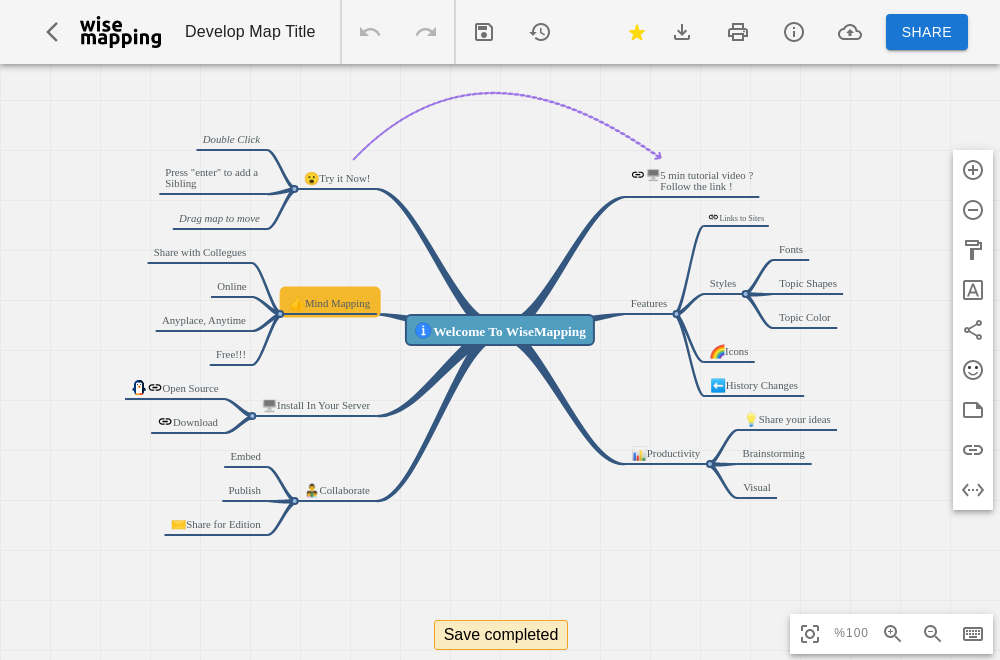 wise
mapping
Develop Map Title
SHARE
Double Click
Press "enter" to add a
Sibling
Drag map to move
Try it Now!
5 min tutorial video ?
Follow the link !
Links to Sites
Share with Collegues
Online
Anyplace, Anytime
Free!!!
Mind Mapping
Welcome To WiseMapping
Features
Styles
Fonts
Topic Shapes
Topic Color
Icons
History Changes
Open Source
Download
Install In Your Server
Share your ideas
Productivity
Brainstorming
Visual
Embed
Publish
Share for Edition
Collaborate
Save completed
%100